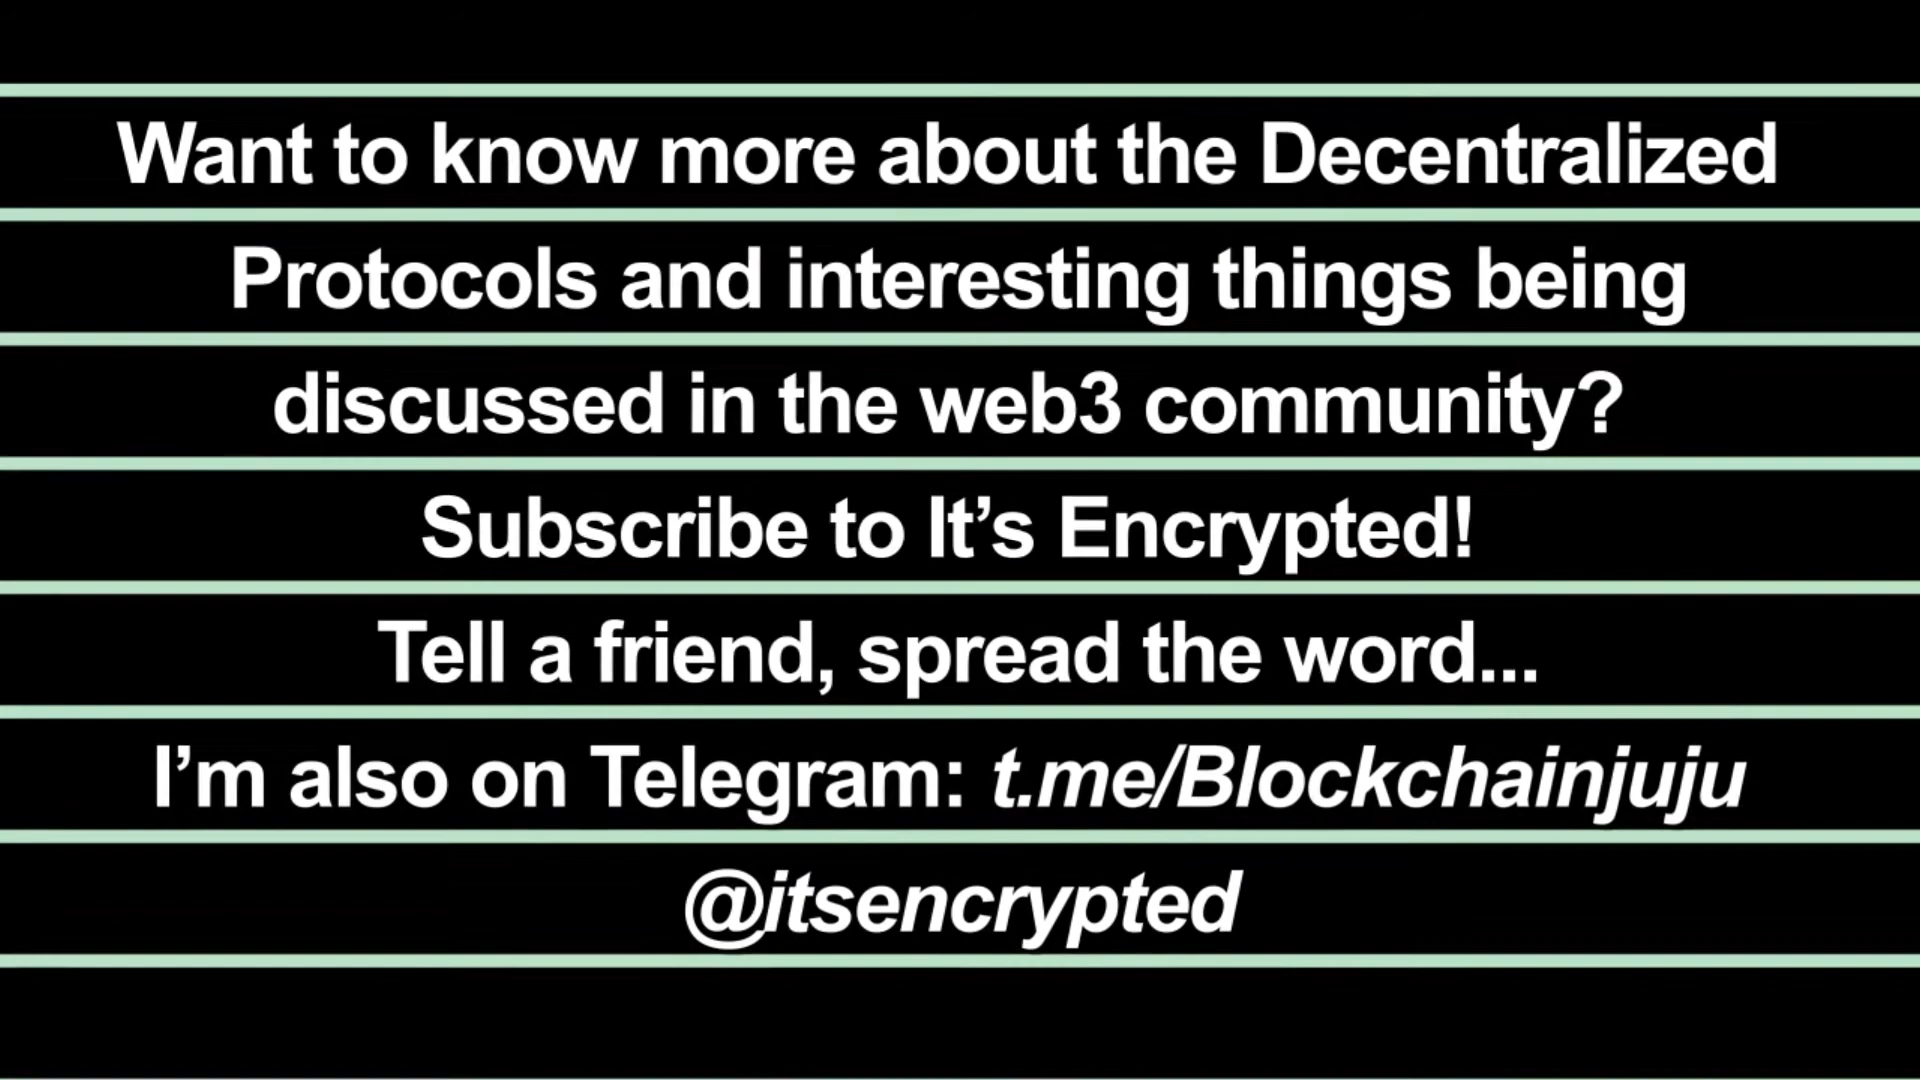 Want to know more about the Decentralized
Protocols and interesting things being
discussed in the web3 community?
Subscribe to It’s Encrypted!
Tell a friend, spread the word...
I’m also on Telegram: t.me/Blockchainjuju
@itsencrypted